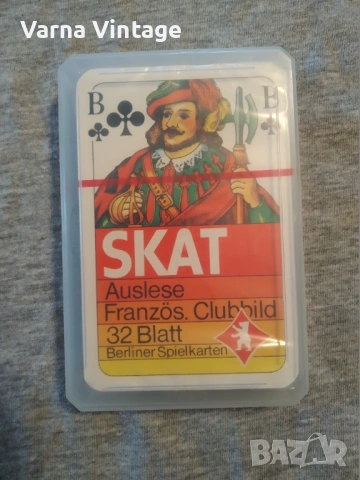 Varna Vintage
B B
SKAT
Auslese
Französ. Clubbild
32 Blatt
Berliner Spielkarten
BAZAR